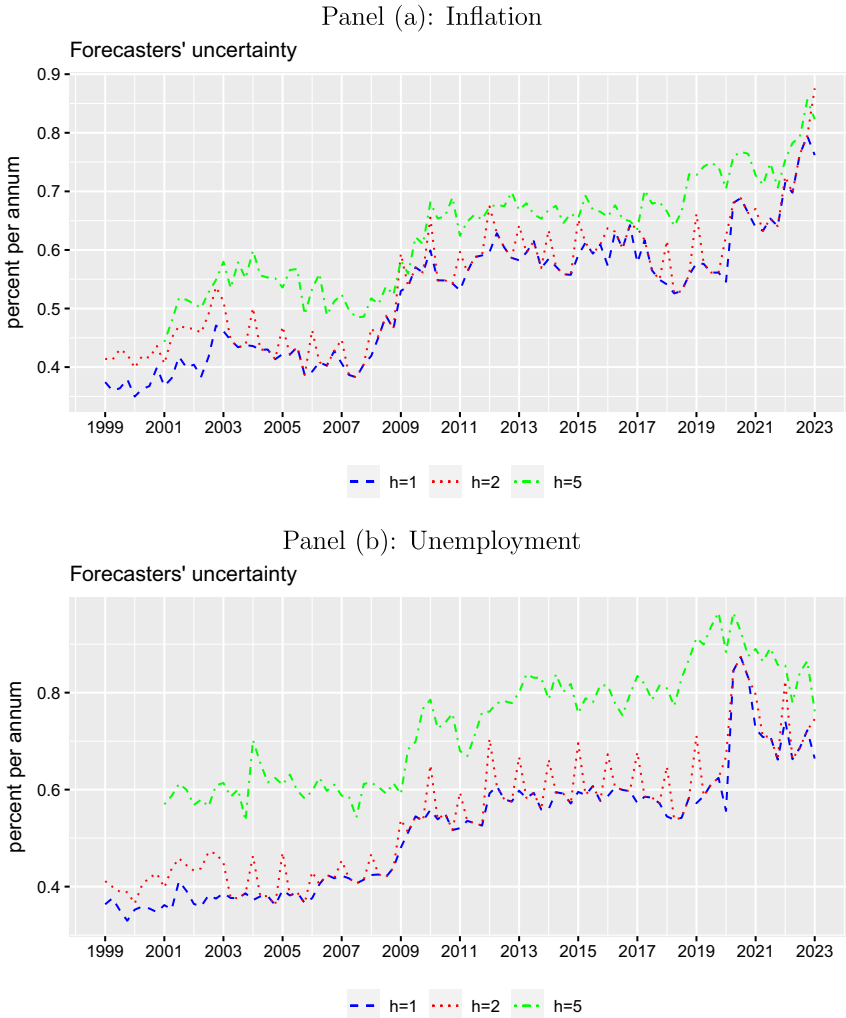 Panel (a): Inflation
Forecasters' uncertainty
percent per annum
0.9
0.8
0.7
0.6
0.5
0.4
1999 2001 2003 2005 2007 2009 2011 2013 2015 2017 2019 2021 2023
h=1 h=2 h=5
Panel (b): Unemployment
Forecasters' uncertainty
percent per annum
0.8
0.6
0.4
1999 2001 2003 2005 2007 2009 2011 2013 2015 2017 2019 2021 2023
h=1 h=2 h=5